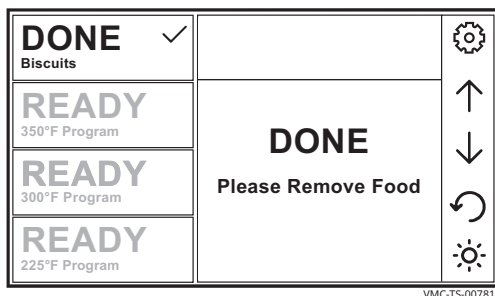 DONE
Biscuits
READY
350°F Program
READY
300°F Program
READY
225°F Program
DONE
Please Remove Food
VMC-TS-00781